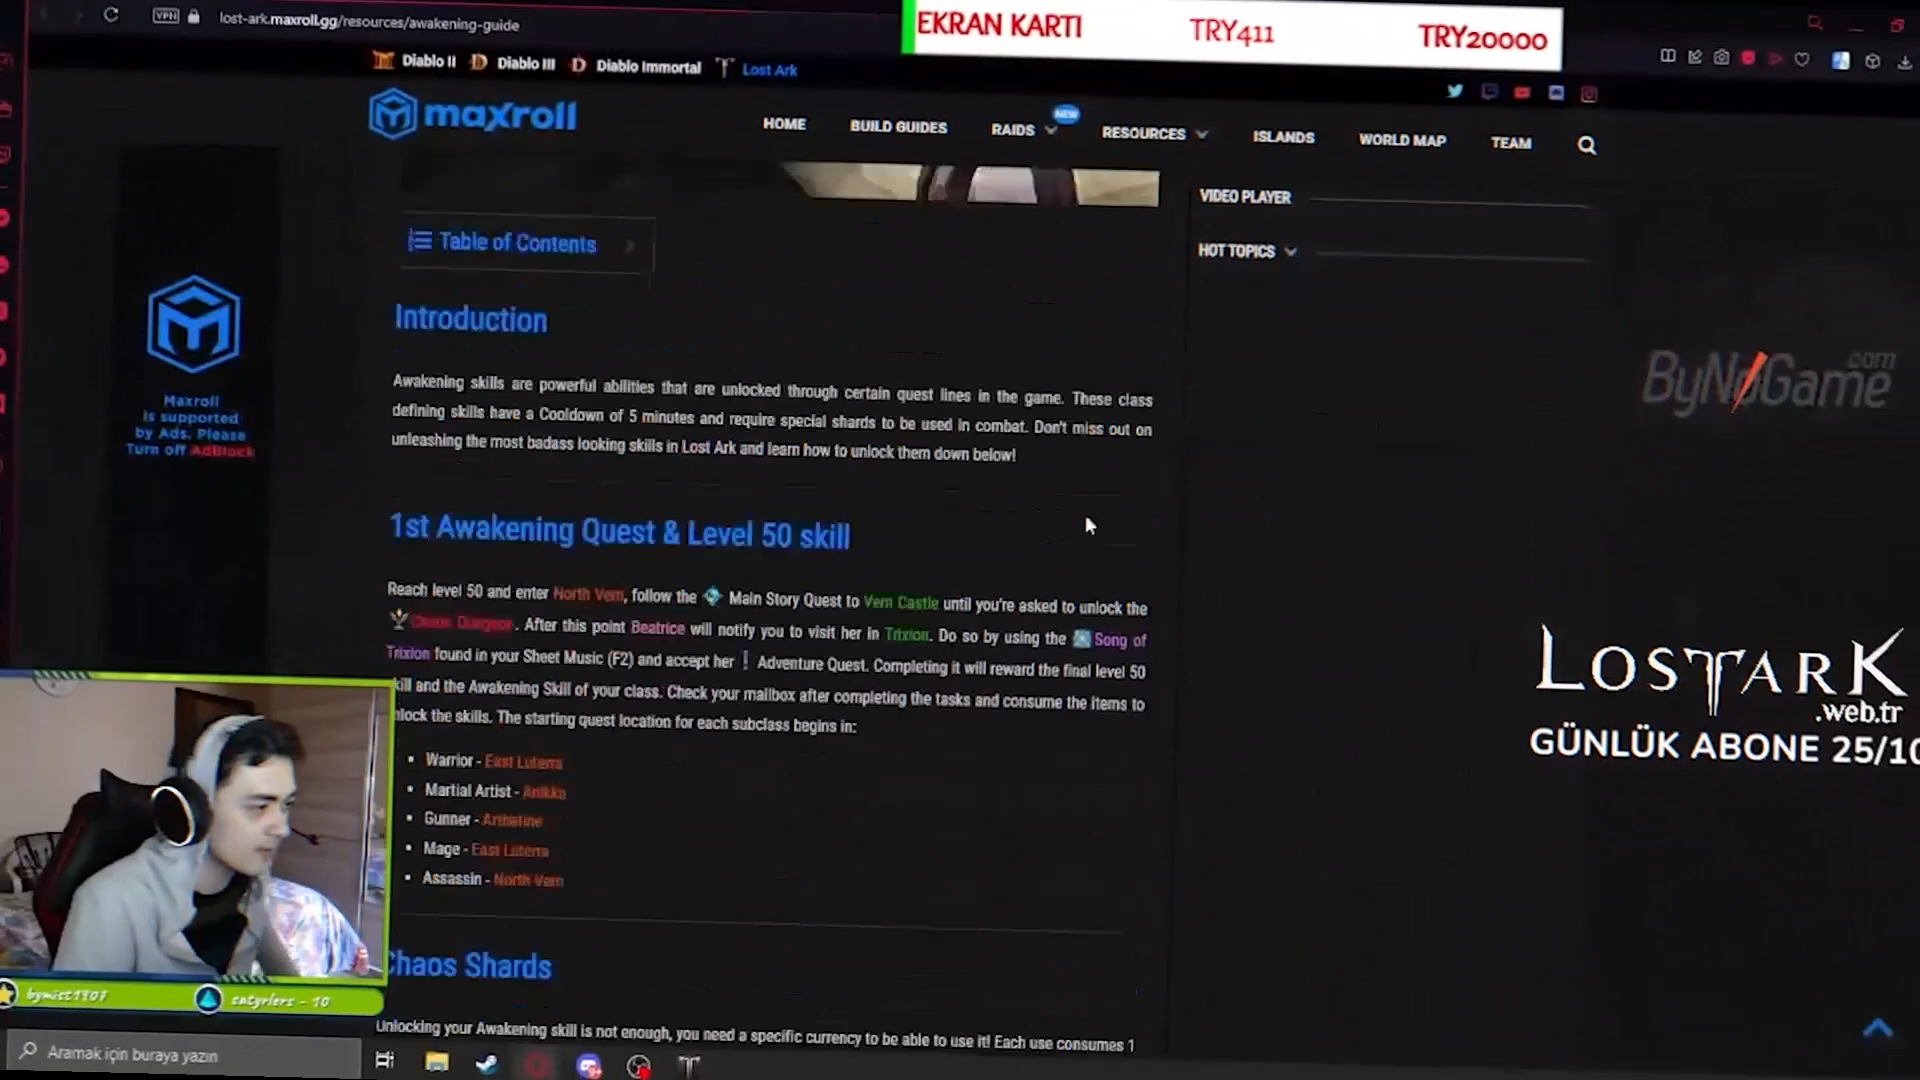 VPN lost-ark.maxroll.gg/resources/awakening-guide
EKRAN KARTI TRY411 TRY20000
Diablo II Diablo III Diablo Immortal Lost Ark
maxroll
HOME BUILD GUIDES RAIDS NEW RESOURCES ISLANDS WORLD MAP TEAM
Table of Contents
VIDEO PLAYER
HOT TOPICS
Introduction
Awakening skills are powerful abilities that are unlocked through certain quest lines in the game. These class
defining skills have a Cooldown of 5 minutes and require special shards to be used in combat. Don't miss out on
unleashing the most badass looking skills in Lost Ark and learn how to unlock them down below!
Maxroll
is supported
by Ads. Please
Turn off AdBlock
ByNoGame.com
1st Awakening Quest & Level 50 skill
Reach level 50 and enter North Vern, follow the Main Story Quest to Vern Castle until you're asked to unlock the
Chaos Dungeon. After this point Beatrice will notify you to visit her in Trixion. Do so by using the Song of
Trixion found in your Sheet Music (F2) and accept her Adventure Quest. Completing it will reward the final level 50
kill and the Awakening Skill of your class. Check your mailbox after completing the tasks and consume the items to
nlock the skills. The starting quest location for each subclass begins in:
• Warrior - East Luterra
• Martial Artist - Anikka
• Gunner - Arthetine
• Mage - East Luterra
• Assassin - North Vern
LOSTARK
.web.tr
GÜNLÜK ABONE 25/10
Chaos Shards
Unlocking your Awakening skill is not enough, you need a specific currency to be able to use it! Each use consumes 1
bymist1907 satyrlers - 10
Aramak için buraya yazın